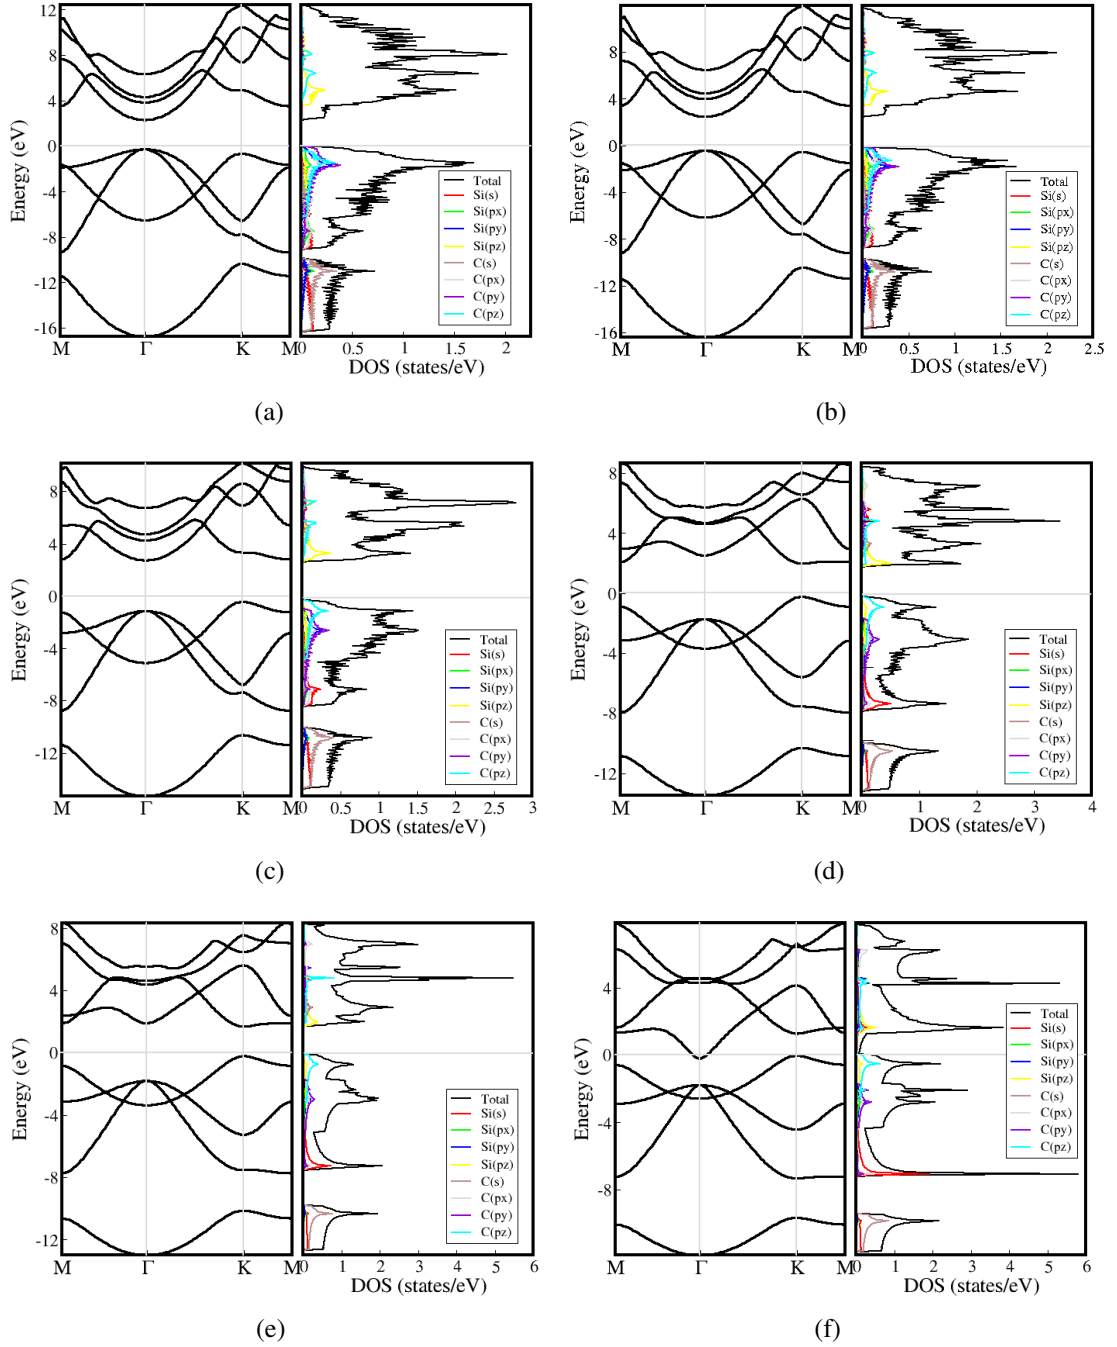 12
8
4
0
-4
-8
-12
-16
Energy (eV)
M Γ K M
0 0.5 1 1.5 2
DOS (states/eV)
Total
Si(s)
Si(px)
Si(py)
Si(pz)
C(s)
C(px)
C(py)
C(pz)
(a)
8
4
0
-4
-8
-12
-16
Energy (eV)
M Γ K M
0 0.5 1 1.5 2 2.5
DOS (states/eV)
Total
Si(s)
Si(px)
Si(py)
Si(pz)
C(s)
C(px)
C(py)
C(pz)
(b)
8
4
0
-4
-8
-12
Energy (eV)
M Γ K M
0 0.5 1 1.5 2 2.5 3
DOS (states/eV)
Total
Si(s)
Si(px)
Si(py)
Si(pz)
C(s)
C(px)
C(py)
C(pz)
(c)
8
4
0
-4
-8
-12
Energy (eV)
M Γ K M
0 1 2 3 4
DOS (states/eV)
Total
Si(s)
Si(px)
Si(py)
Si(pz)
C(s)
C(px)
C(py)
C(pz)
(d)
8
4
0
-4
-8
-12
Energy (eV)
M Γ K M
0 1 2 3 4 5 6
DOS (states/eV)
Total
Si(s)
Si(px)
Si(py)
Si(pz)
C(s)
C(px)
C(py)
C(pz)
(e)
4
0
-4
-8
Energy (eV)
M Γ K M
0 1 2 3 4 5 6
DOS (states/eV)
Total
Si(s)
Si(px)
Si(py)
Si(pz)
C(s)
C(px)
C(py)
C(pz)
(f)